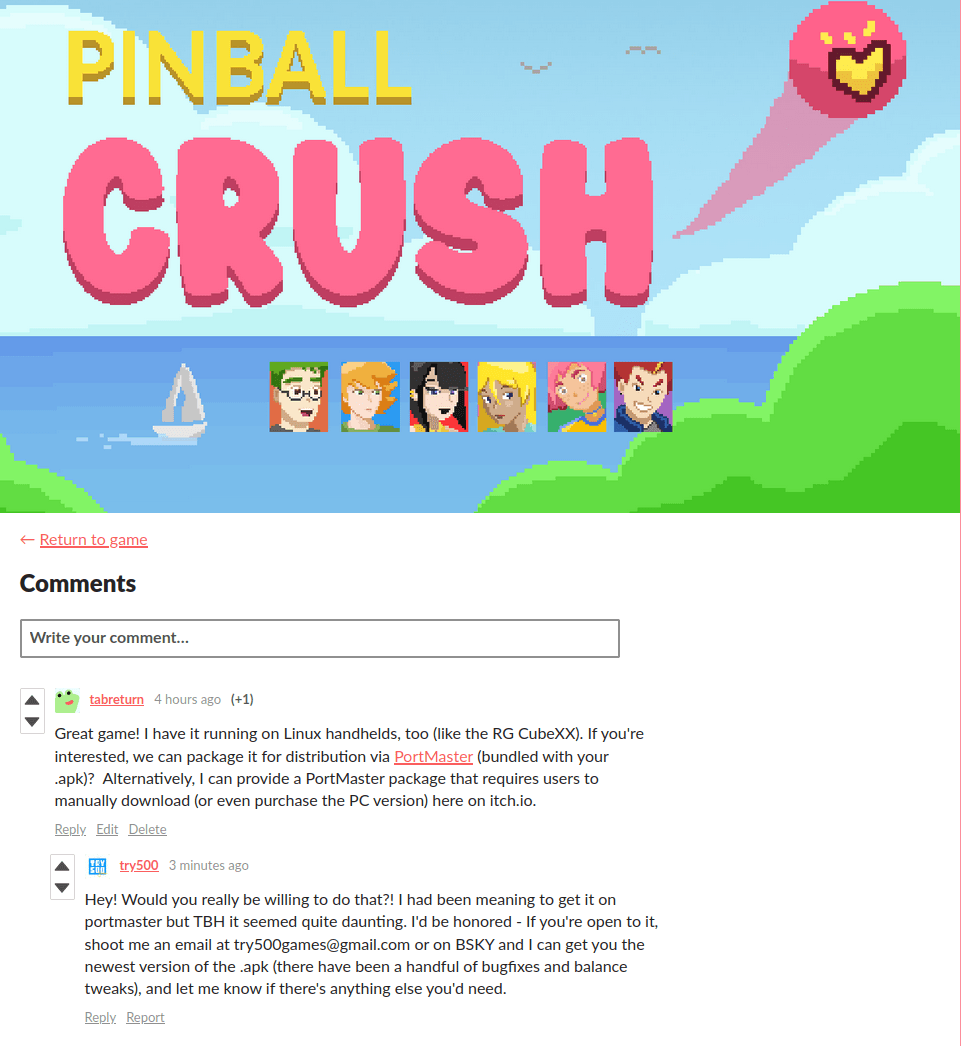 PINBALL
CRUSH
← Return to game
Comments
Write your comment...
tabreturn 4 hours ago (+1)
Great game! I have it running on Linux handhelds, too (like the RG CubeXX). If you're
interested, we can package it for distribution via PortMaster (bundled with your
.apk)?  Alternatively, I can provide a PortMaster package that requires users to
manually download (or even purchase the PC version) here on itch.io.
Reply Edit Delete
TRY
500
try500 3 minutes ago
Hey! Would you really be willing to do that?! I had been meaning to get it on
portmaster but TBH it seemed quite daunting. I'd be honored - If you're open to it,
shoot me an email at try500games@gmail.com or on BSKY and I can get you the
newest version of the .apk (there have been a handful of bugfixes and balance
tweaks), and let me know if there's anything else you'd need.
Reply Report